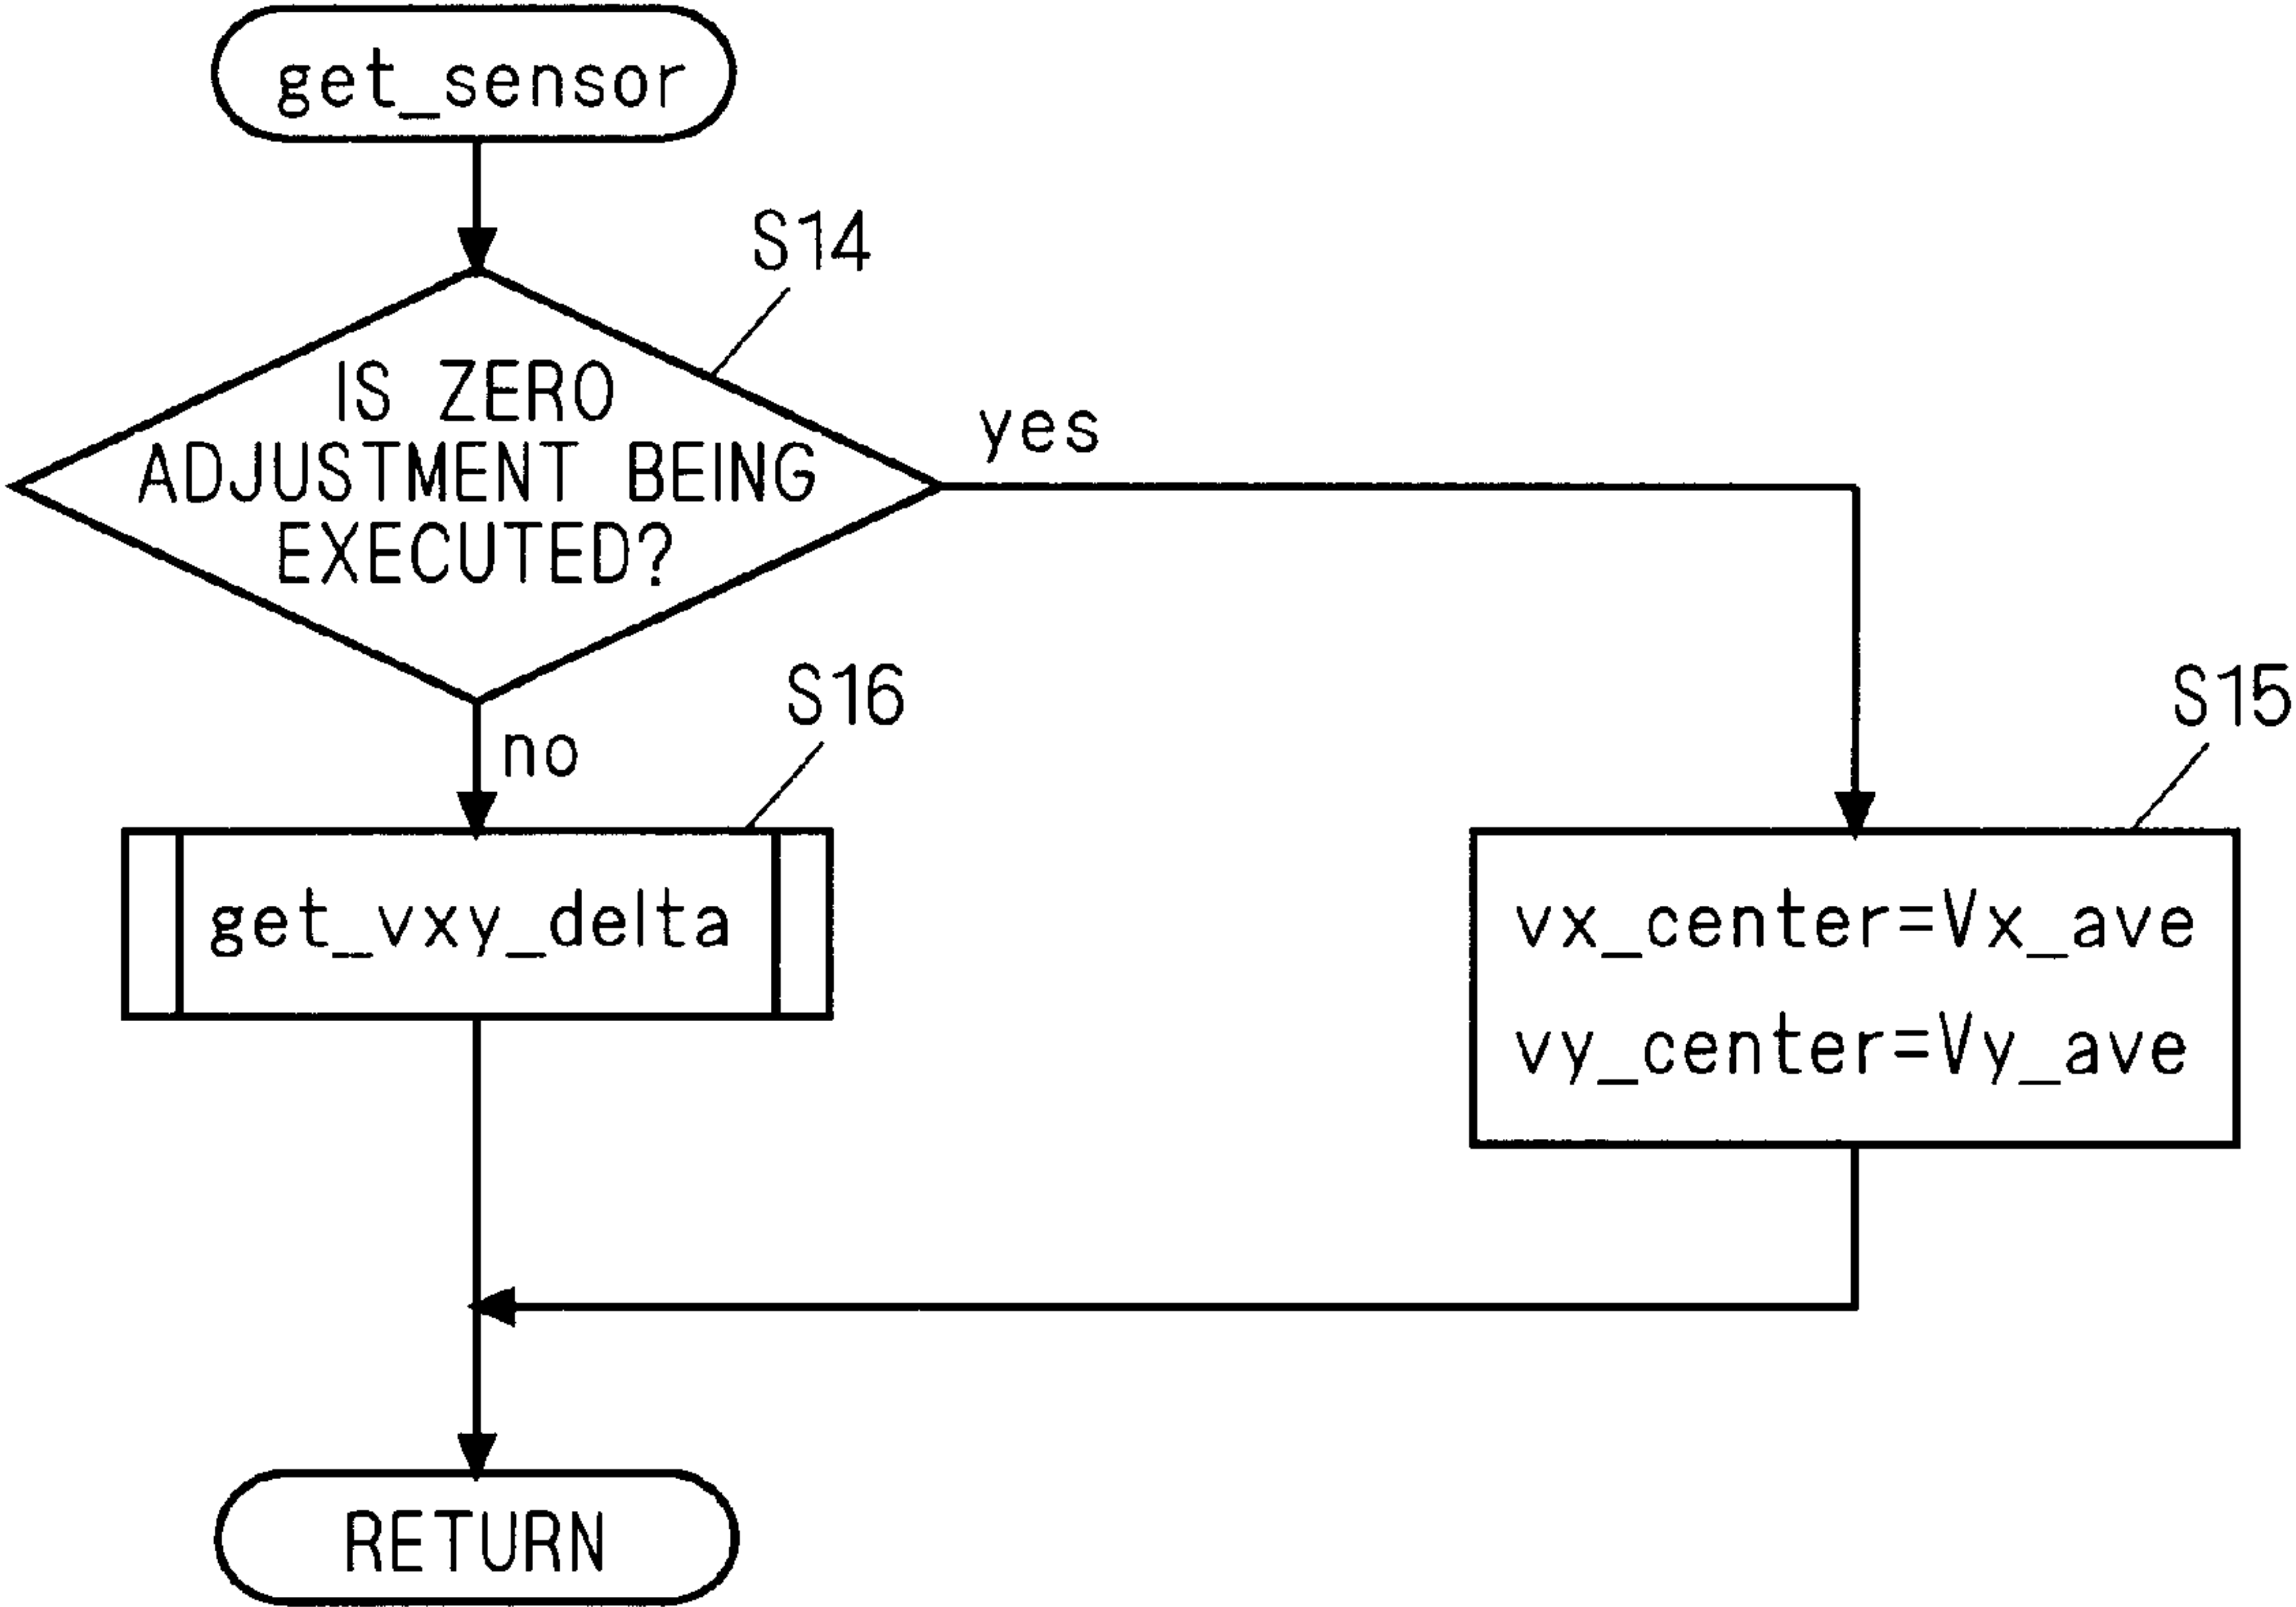 get_sensor
S14
IS ZERO
ADJUSTMENT BEING
EXECUTED?
yes
no
S16
get_vxy_delta
S15
vx_center=Vx_ave
vy_center=Vy_ave
RETURN